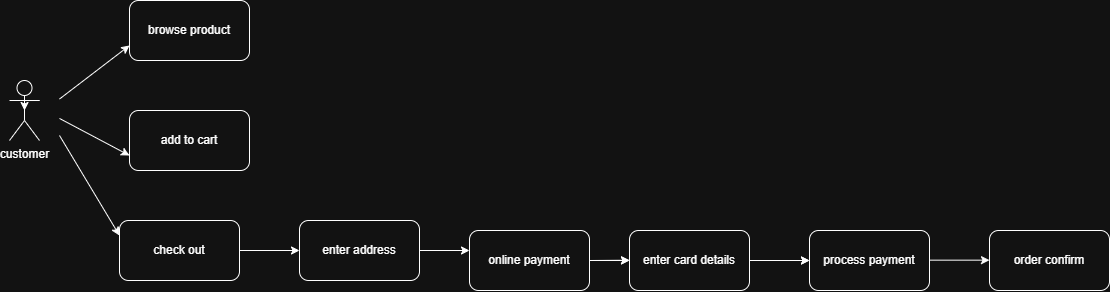 browse product
add to cart
customer
check out
enter address
online payment
enter card details
process payment
order confirm